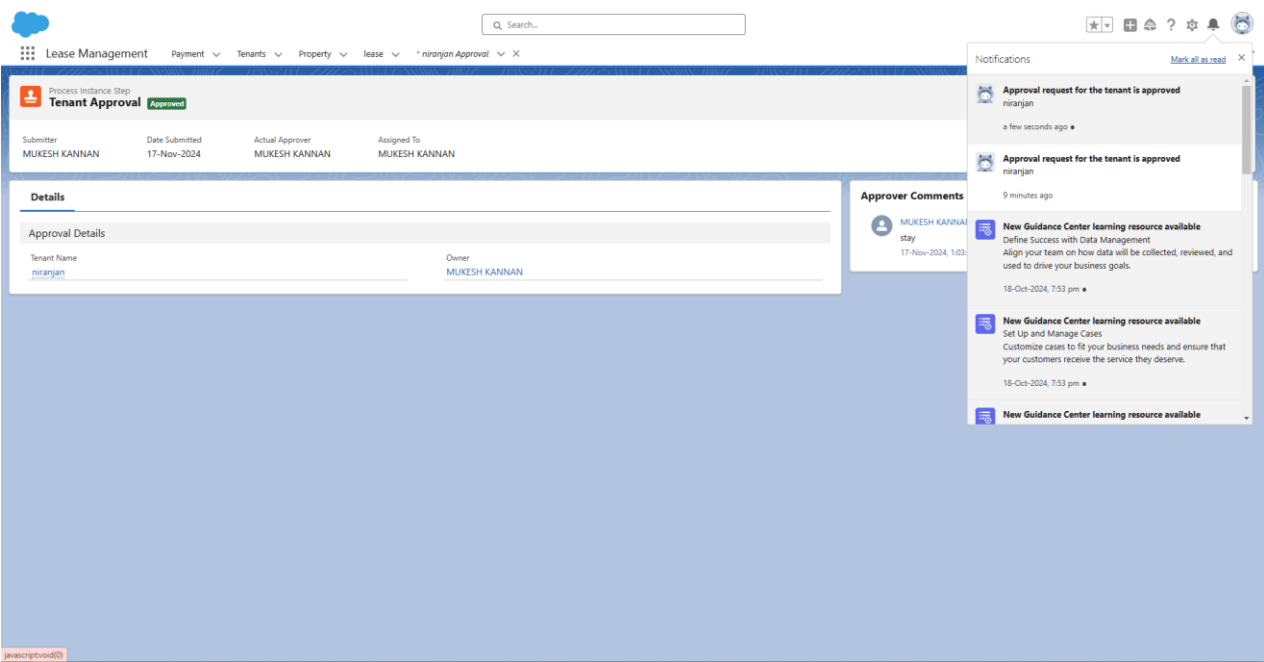 Search...
Lease Management Payment Tenants Property lease * niranjan Approval
Notifications Mark all as read
Process Instance Step
Tenant Approval Approved
Submitter Date Submitted Actual Approver Assigned To
MUKESH KANNAN 17-Nov-2024 MUKESH KANNAN MUKESH KANNAN
Details
Approval Details
Tenant Name Owner
niranjan MUKESH KANNAN
Approver Comments
MUKESH KANNAN
stay
17-Nov-2024, 1:03:
Approval request for the tenant is approved
niranjan
a few seconds ago
Approval request for the tenant is approved
niranjan
9 minutes ago
New Guidance Center learning resource available
Define Success with Data Management
Align your team on how data will be collected, reviewed, and
used to drive your business goals.
18-Oct-2024, 7:53 pm
New Guidance Center learning resource available
Set Up and Manage Cases
Customize cases to fit your business needs and ensure that
your customers receive the service they deserve.
18-Oct-2024, 7:53 pm
New Guidance Center learning resource available
javascript:void(0)